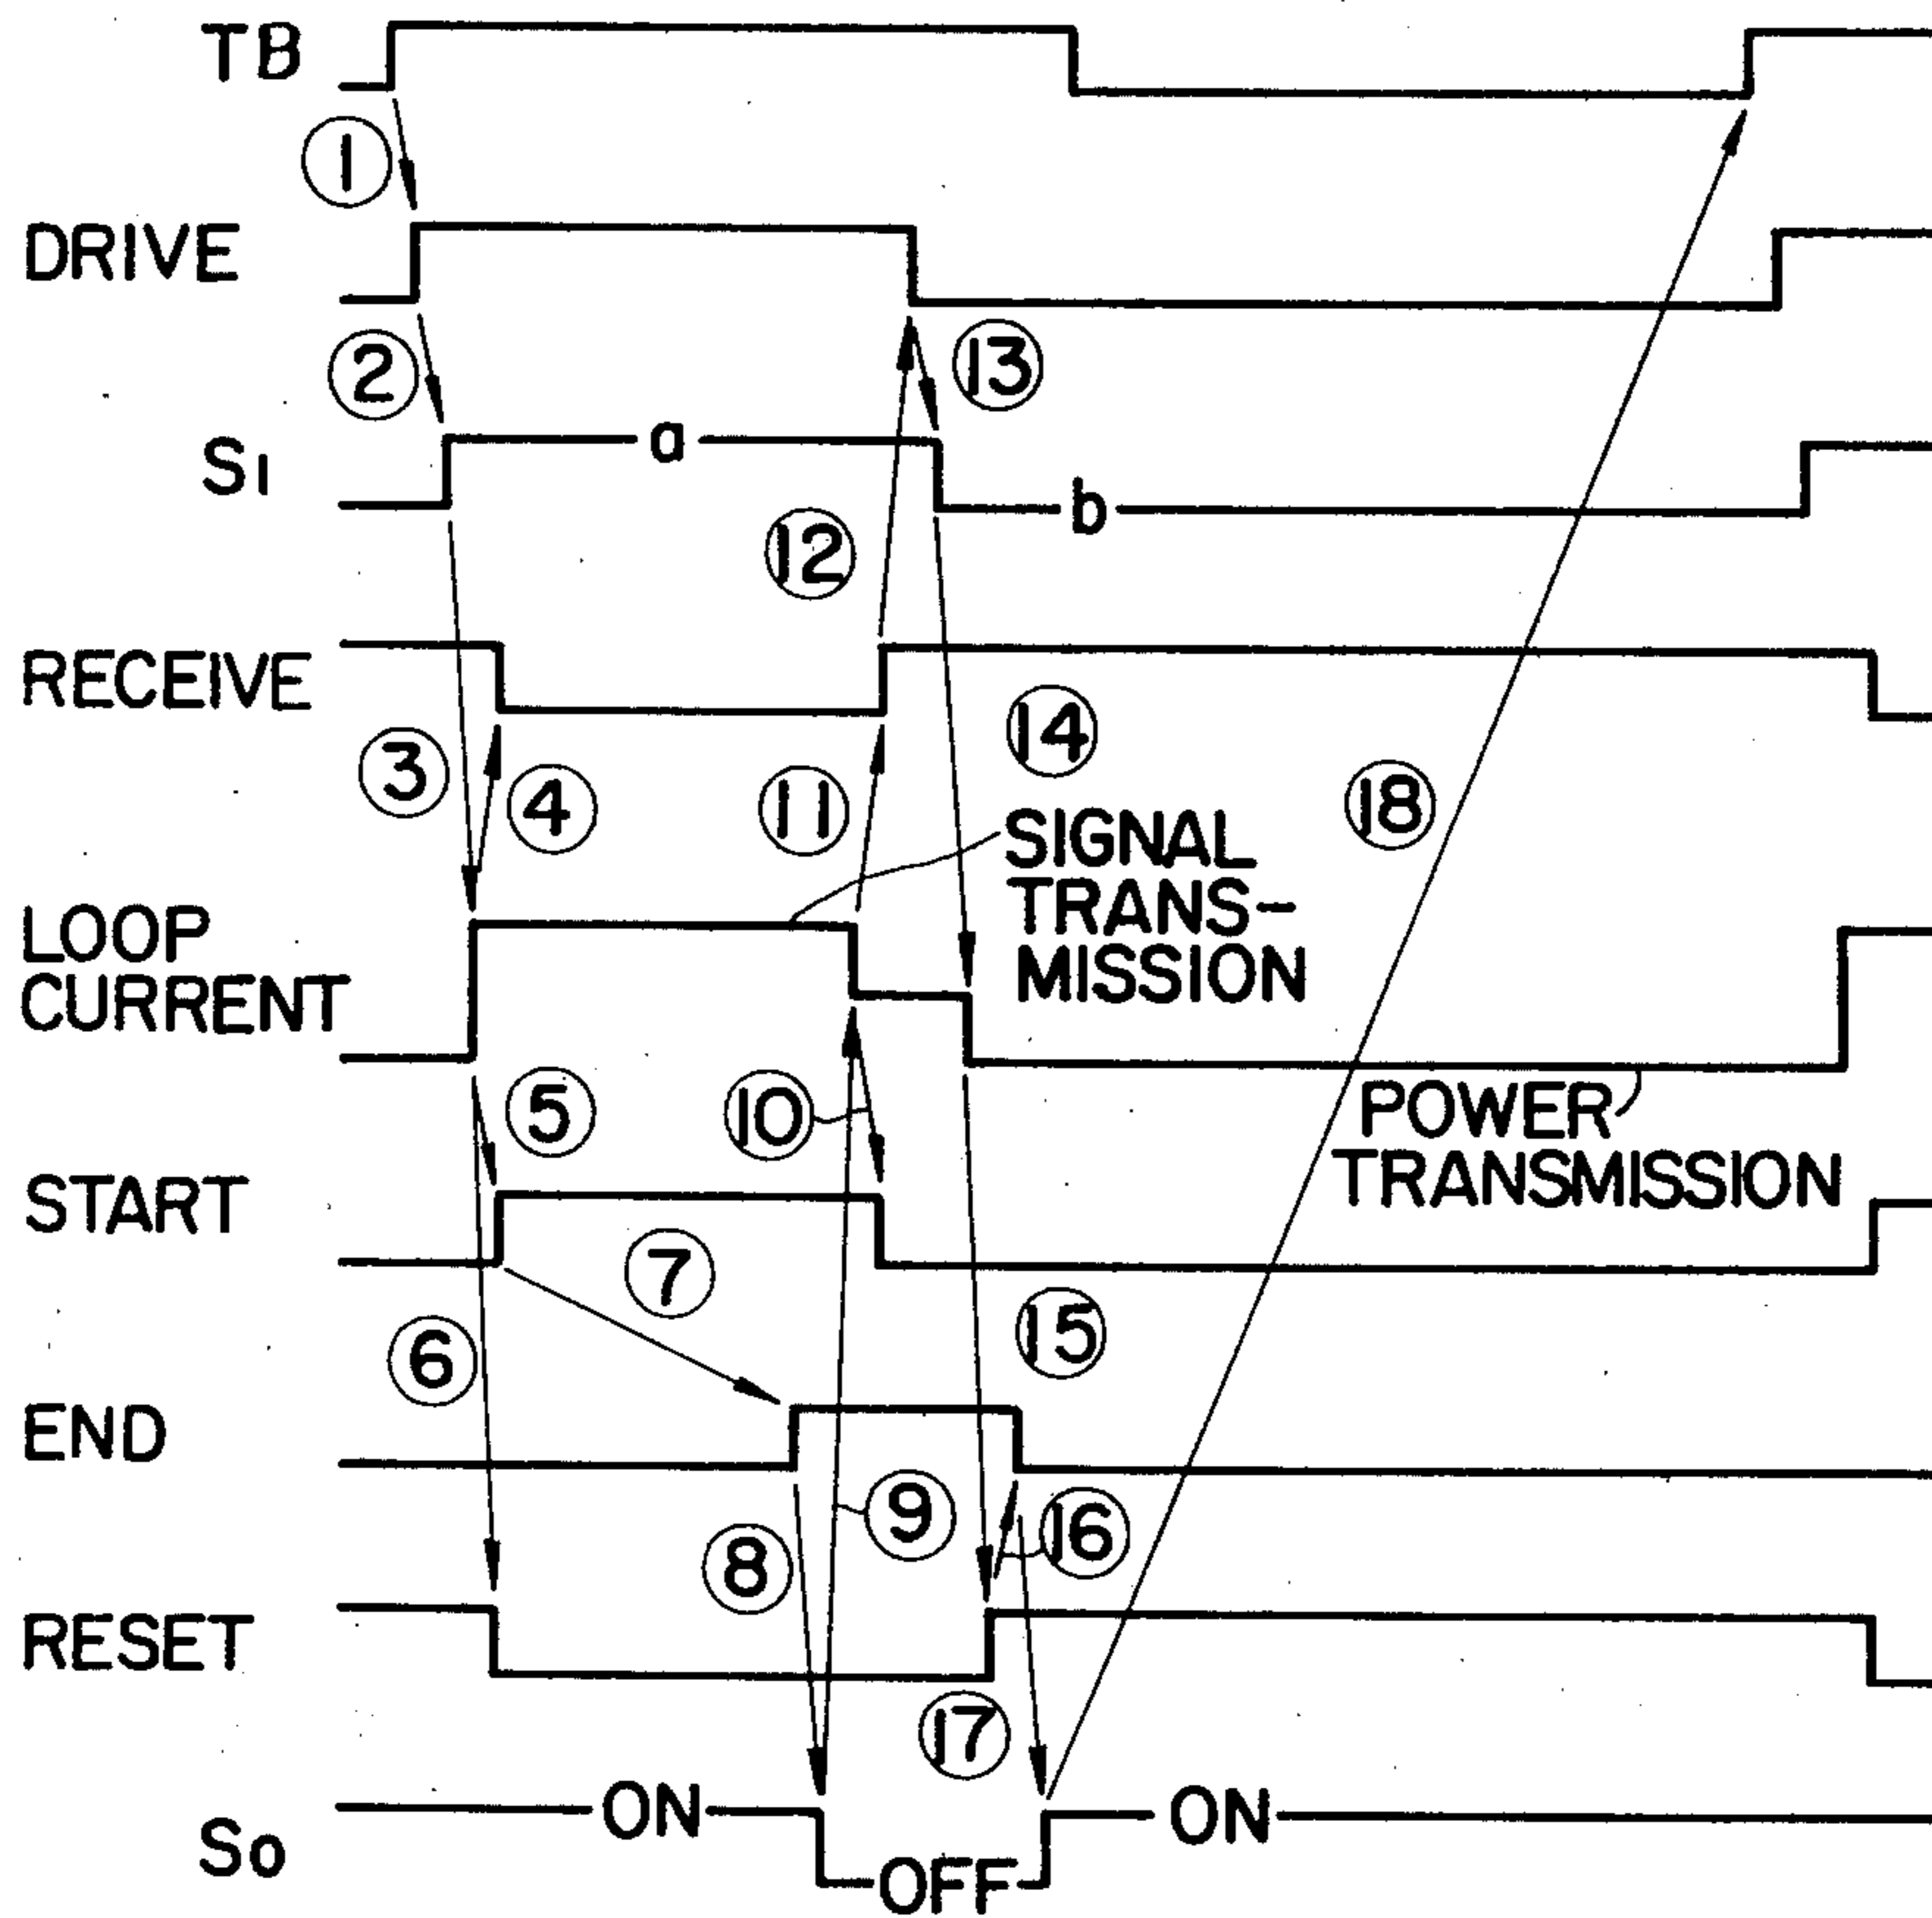 TB
①
DRIVE
②
⑬
S1
a
b
⑫
RECEIVE
③
④
⑪
⑭
⑱
SIGNAL
TRANS-
MISSION
LOOP
CURRENT
⑤
⑩
POWER
TRANSMISSION
START
⑦
⑥
⑮
END
⑨
⑧
⑯
RESET
⑰
ON
ON
So
OFF